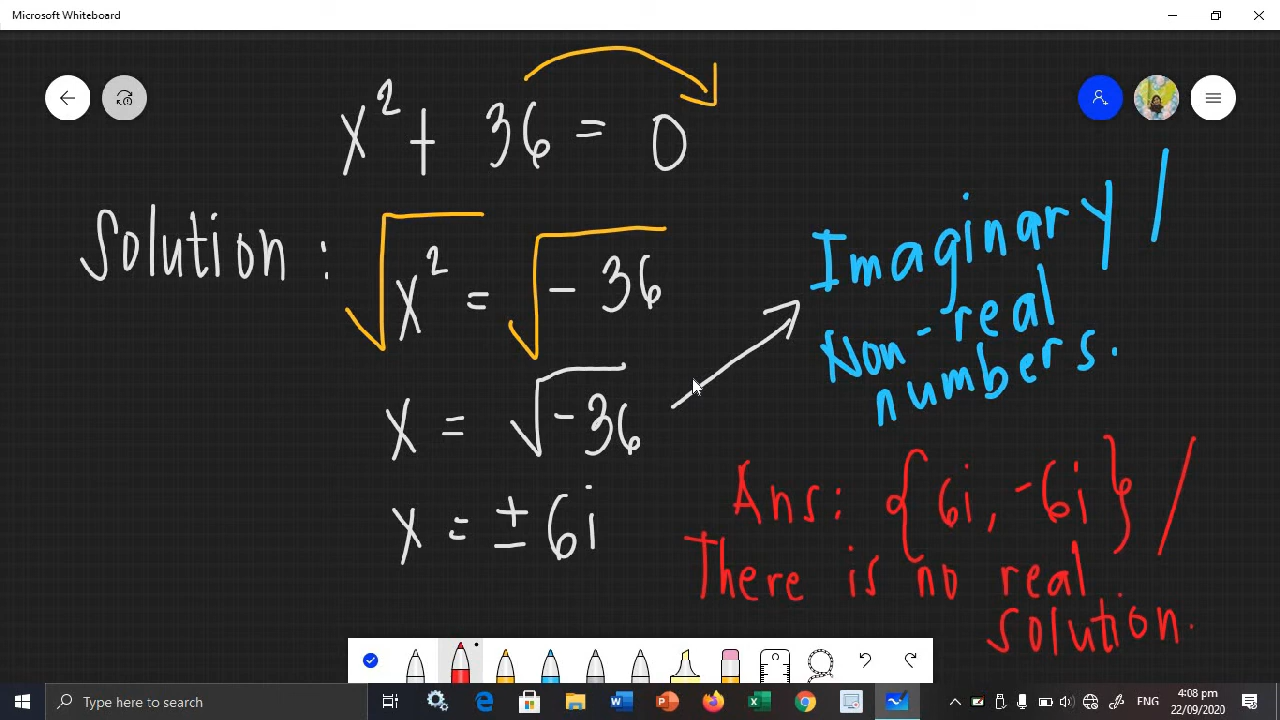 Microsoft Whiteboard
x² + 36 = 0
Solution : √x² = √-36
x = √-36
x = ± 6i
Imaginary /
Non-real
numbers.
Ans: {6i, -6i} /
There is no real
solution.
Type here to search
ENG
4:08 pm
22/09/2020